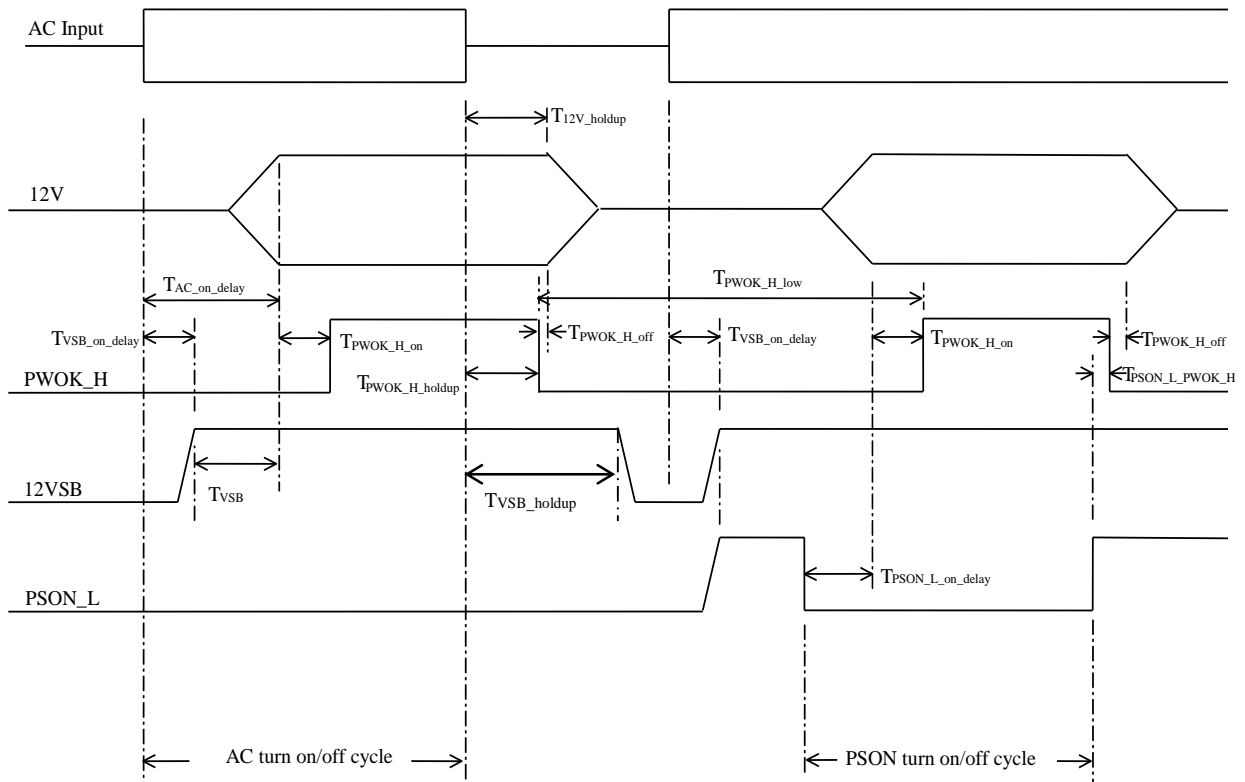 AC Input
T12V_holdup
12V
TAC_on_delay
TPWOK_H_low
TVSB_on_delay
TPWOK_H_on
TPWOK_H_off
TVSB_on_delay
TPWOK_H_on
TPWOK_H_off
PWOK_H
TPWOK_H_holdup
TPSON_L_PWOK_H
12VSB
TVSB
TVSB_holdup
PSON_L
TPSON_L_on_delay
AC turn on/off cycle
PSON turn on/off cycle